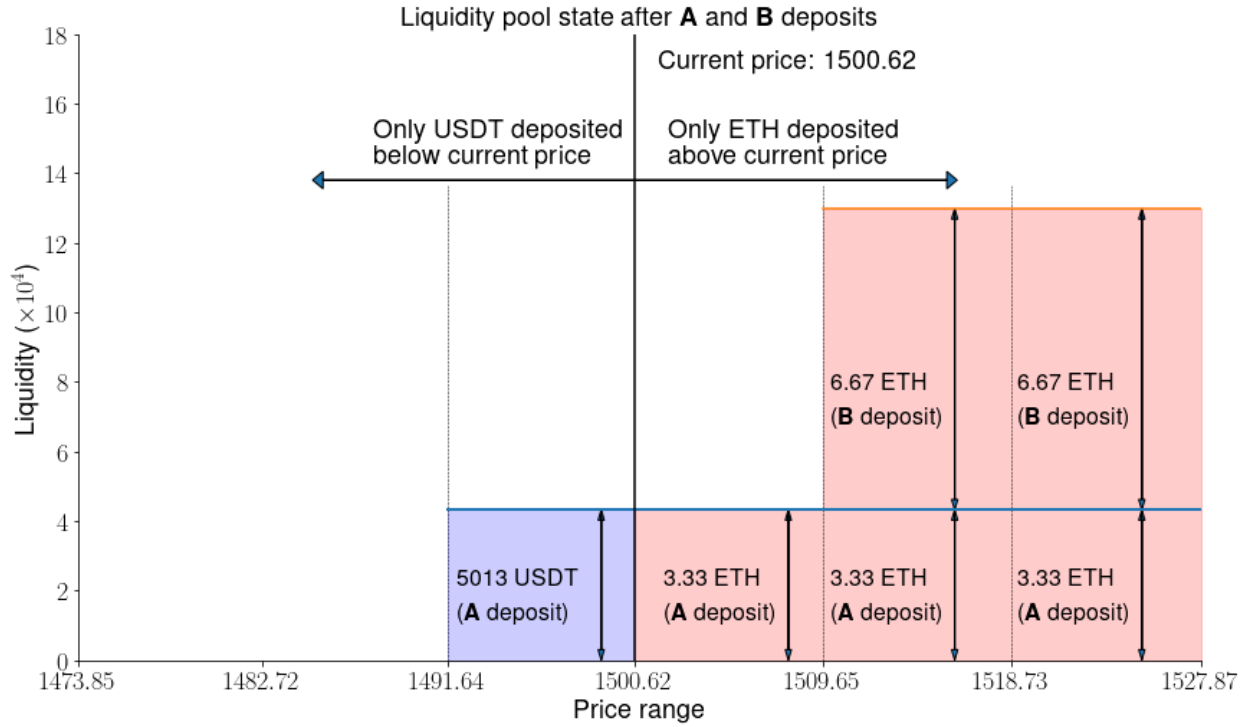 Liquidity pool state after A and B deposits
Current price: 1500.62
Only USDT deposited
below current price
Only ETH deposited
above current price
Liquidity (×10⁴)
18
16
14
12
10
8
6
4
2
0
6.67 ETH
(B deposit)
6.67 ETH
(B deposit)
5013 USDT
(A deposit)
3.33 ETH
(A deposit)
3.33 ETH
(A deposit)
3.33 ETH
(A deposit)
1473.85
1482.72
1491.64
1500.62
1509.65
1518.73
1527.87
Price range